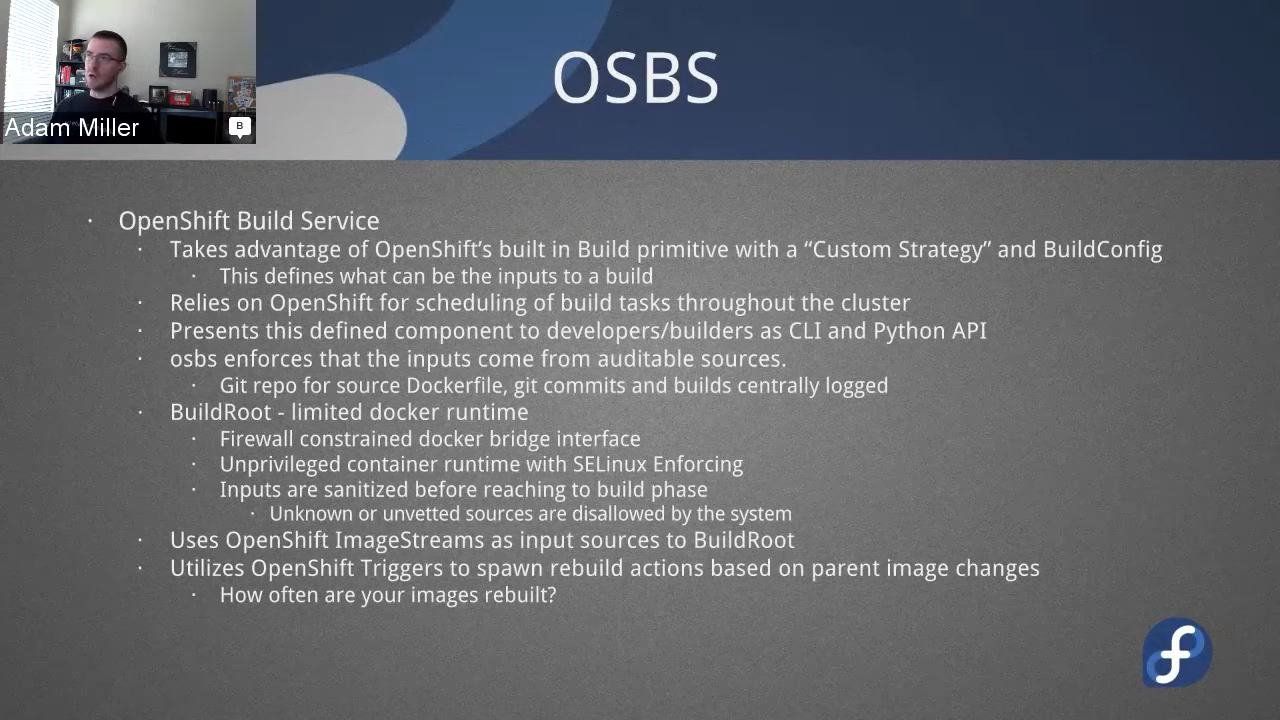 OSBS
Adam Miller
B
· OpenShift Build Service
· Takes advantage of OpenShift’s built in Build primitive with a “Custom Strategy” and BuildConfig
· This defines what can be the inputs to a build
· Relies on OpenShift for scheduling of build tasks throughout the cluster
· Presents this defined component to developers/builders as CLI and Python API
· osbs enforces that the inputs come from auditable sources.
· Git repo for source Dockerfile, git commits and builds centrally logged
· BuildRoot - limited docker runtime
· Firewall constrained docker bridge interface
· Unprivileged container runtime with SELinux Enforcing
· Inputs are sanitized before reaching to build phase
· Unknown or unvetted sources are disallowed by the system
· Uses OpenShift ImageStreams as input sources to BuildRoot
· Utilizes OpenShift Triggers to spawn rebuild actions based on parent image changes
· How often are your images rebuilt?